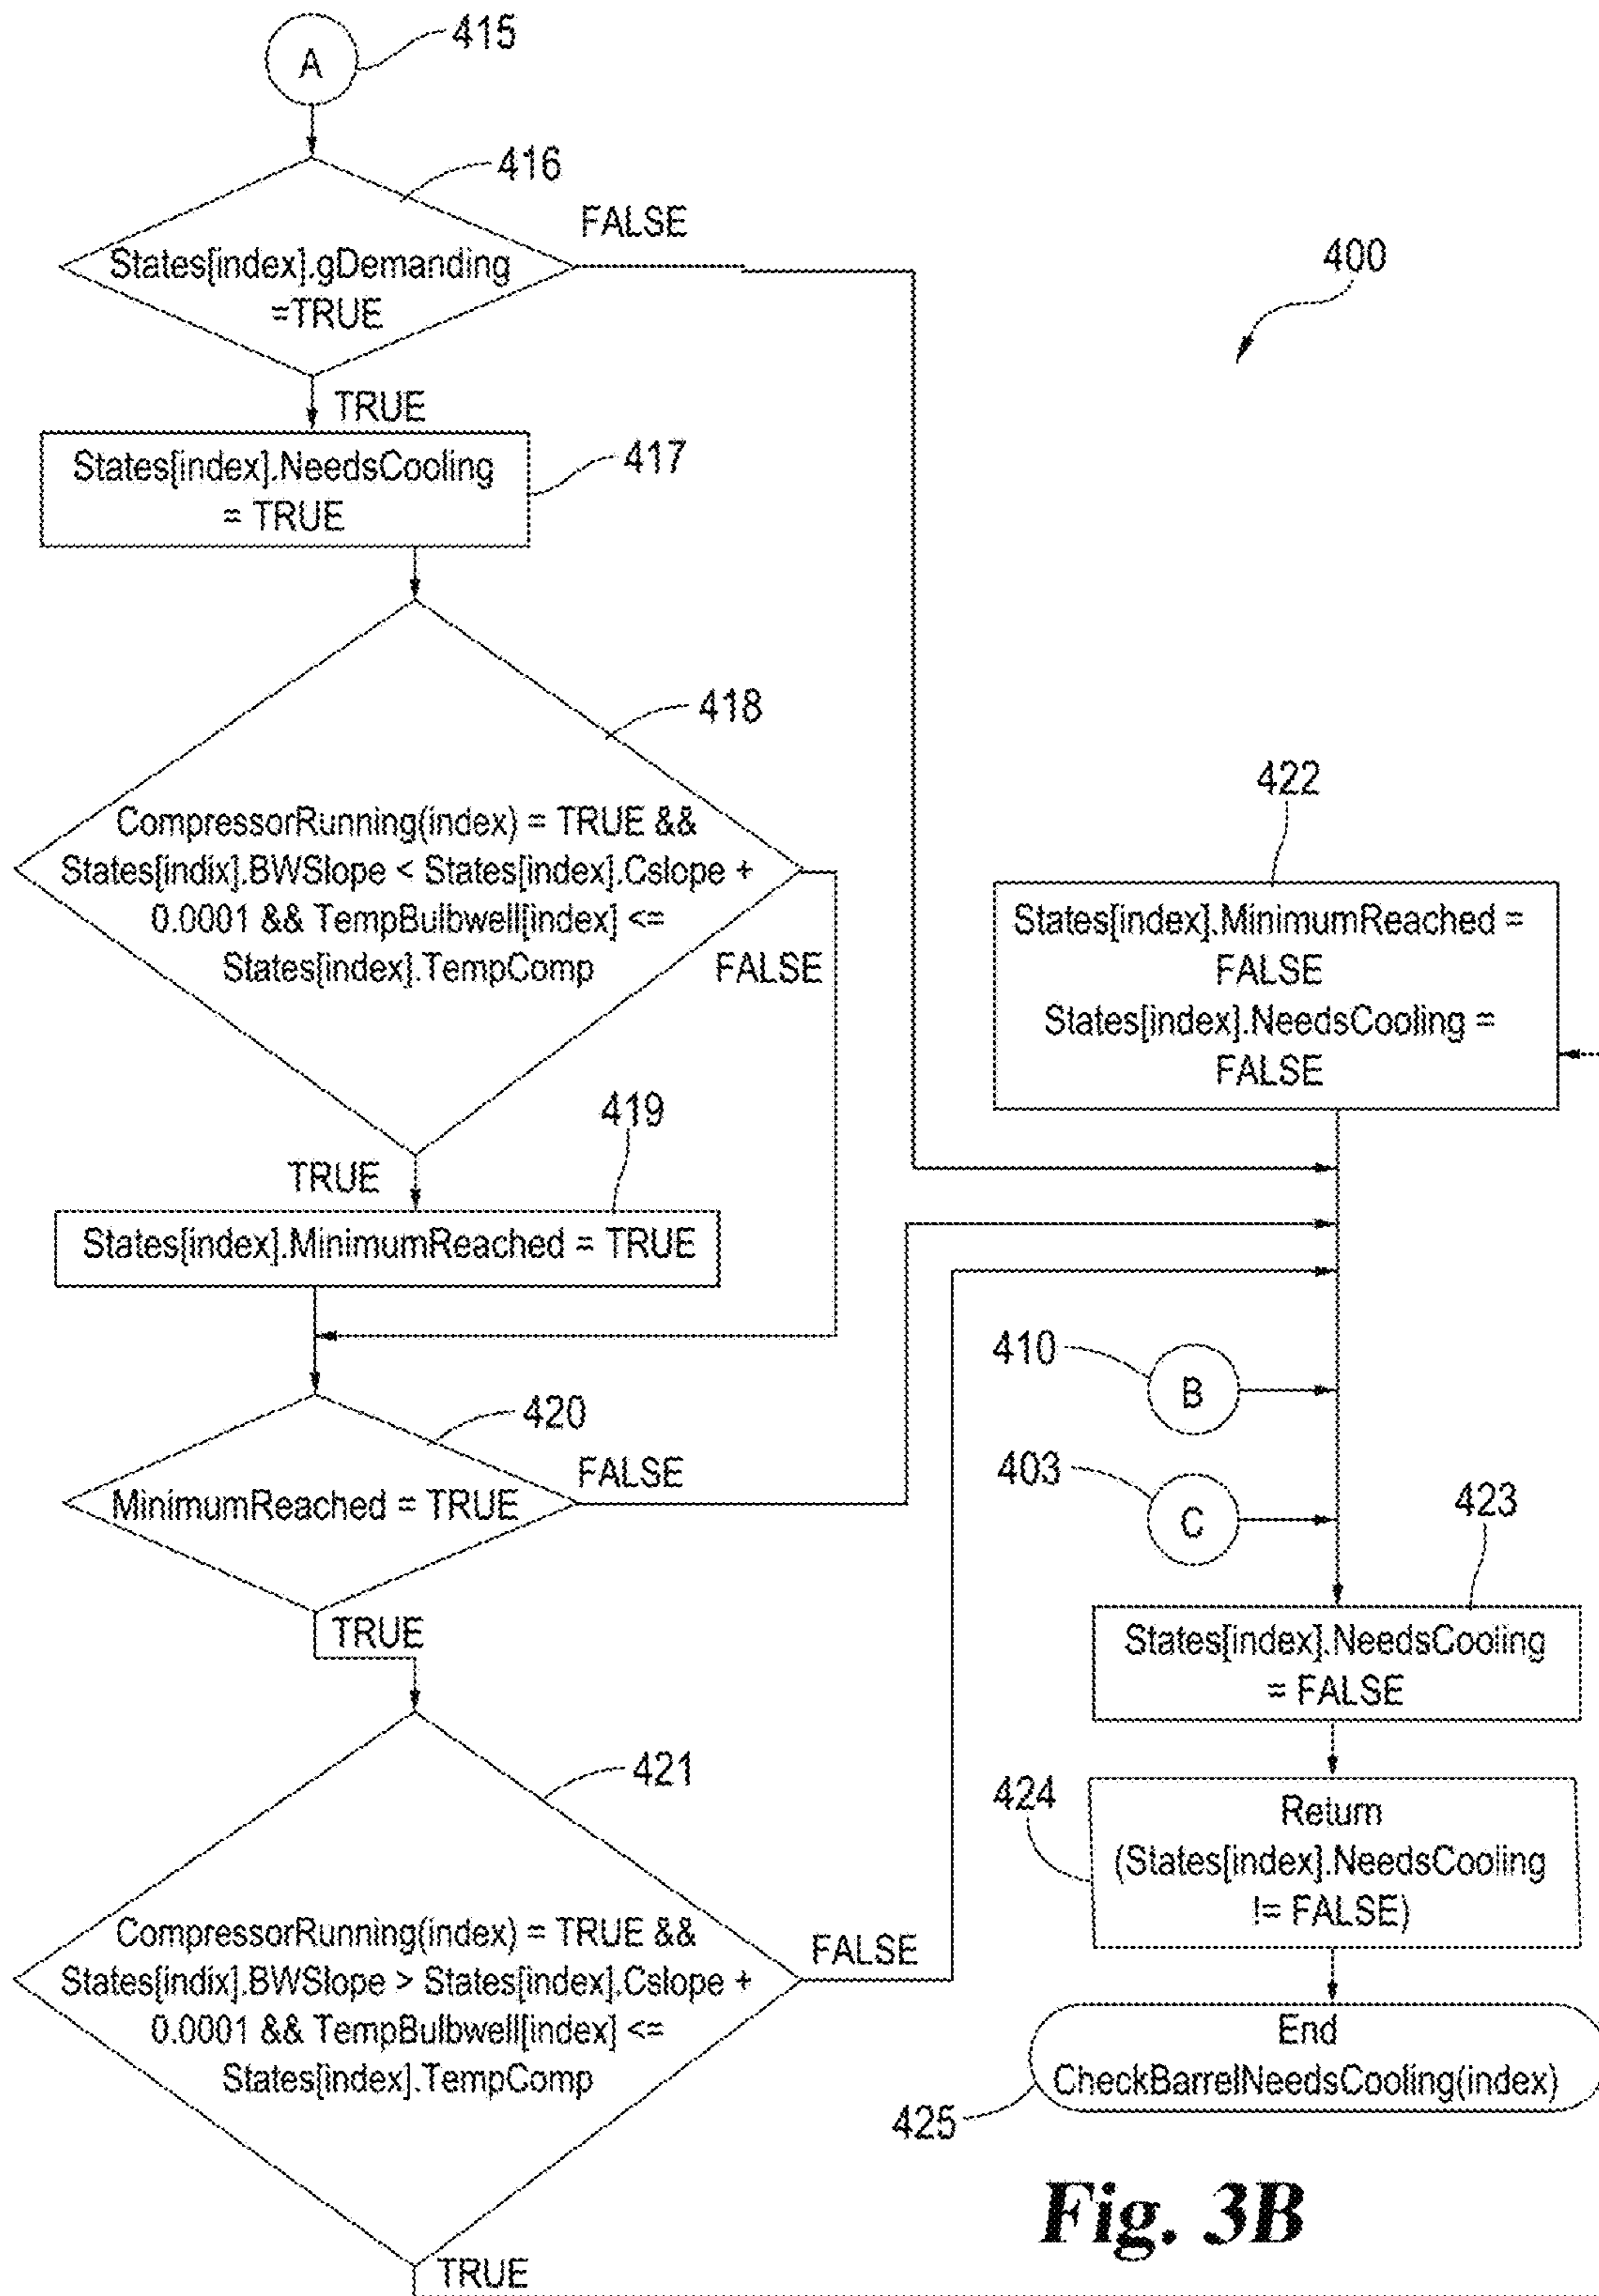 A
415
416
States[index].gDemanding
=TRUE
FALSE
400
TRUE
States[index].NeedsCooling
= TRUE
417
418
CompressorRunning(index) = TRUE &&
States[indix].BWSlope < States[index].Cslope +
0.0001 && TempBulbwell[index] <=
States[index].TempComp
FALSE
422
States[index].MinimumReached =
FALSE
States[index].NeedsCooling =
FALSE
TRUE
419
States[index].MinimumReached = TRUE
420
MinimumReached = TRUE
FALSE
410
B
403
C
423
States[index].NeedsCooling
= FALSE
TRUE
421
CompressorRunning(index) = TRUE &&
States[indix].BWSlope > States[index].Cslope +
0.0001 && TempBulbwell[index] <=
States[index].TempComp
FALSE
424
Return
(States[index].NeedsCooling
!= FALSE)
End
CheckBarrelNeedsCooling(index)
425
TRUE
Fig. 3B